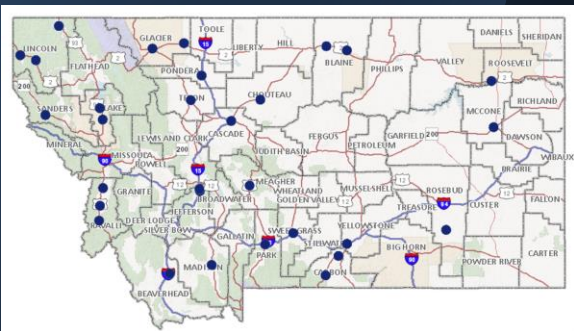 DANIELS
SHERIDAN
GLACIER
TOOLE
15
LIBERTY
HILL
BLAINE
LINCOLN
93
2
FLATHEAD
2
PHILLIPS
VALLEY
ROOSEVELT
2
PONDERA
200
SANDERS
LAKE
CHOUTEAU
MCCONE
RICHLAND
MINERAL
LEWIS AND CLARK
CASCADE
FERGUS
PETROLEUM
GARFIELD
200
DAWSON
WIBAUX
90
MISSOULA
POWELL
200
15
JUDITH BASIN
PRAIRIE
GRANITE
12
12
MEAGHER
WHEATLAND
GOLDEN VALLEY
MUSSELSHELL
12
ROSEBUD
12
BROADWATER
TREASURE
94
CUSTER
FALLON
RAVALLI
DEER LODGE
JEFFERSON
SILVER BOW
GALLATIN
SWEET GRASS
STILLWATER
YELLOWSTONE
PARK
BIG HORN
90
POWDER RIVER
CARTER
MADISON
CARBON
BEAVERHEAD